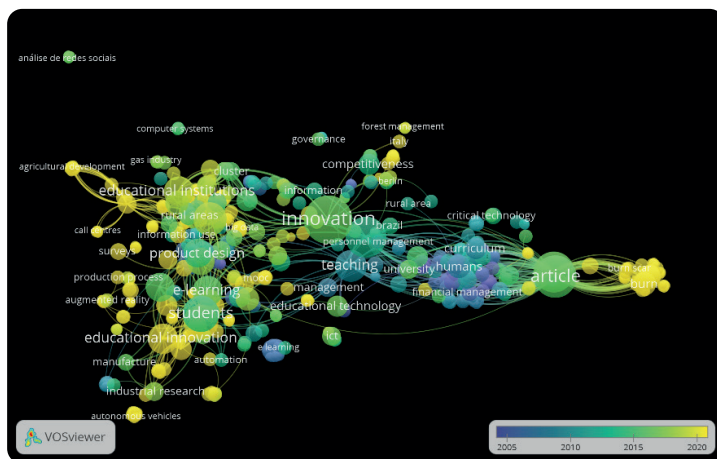 análise de redes sociais
computer systems
forest management
governance
italy
gas industry
competitiveness
agricultural development
cluster
berlin
educational institutions
information
rural area
innovation
rural areas
critical technology
brazil
call centres
information use
personnel management
surveys
product design
curriculum
teaching
university
humans
article
burn scar
production process
model
burn
e-learning
management
financial management
augmented reality
students
educational technology
educational innovation
ict
e learning
manufacture
automation
industrial research
autonomous vehicles
VOSviewer
2005 2010 2015 2020